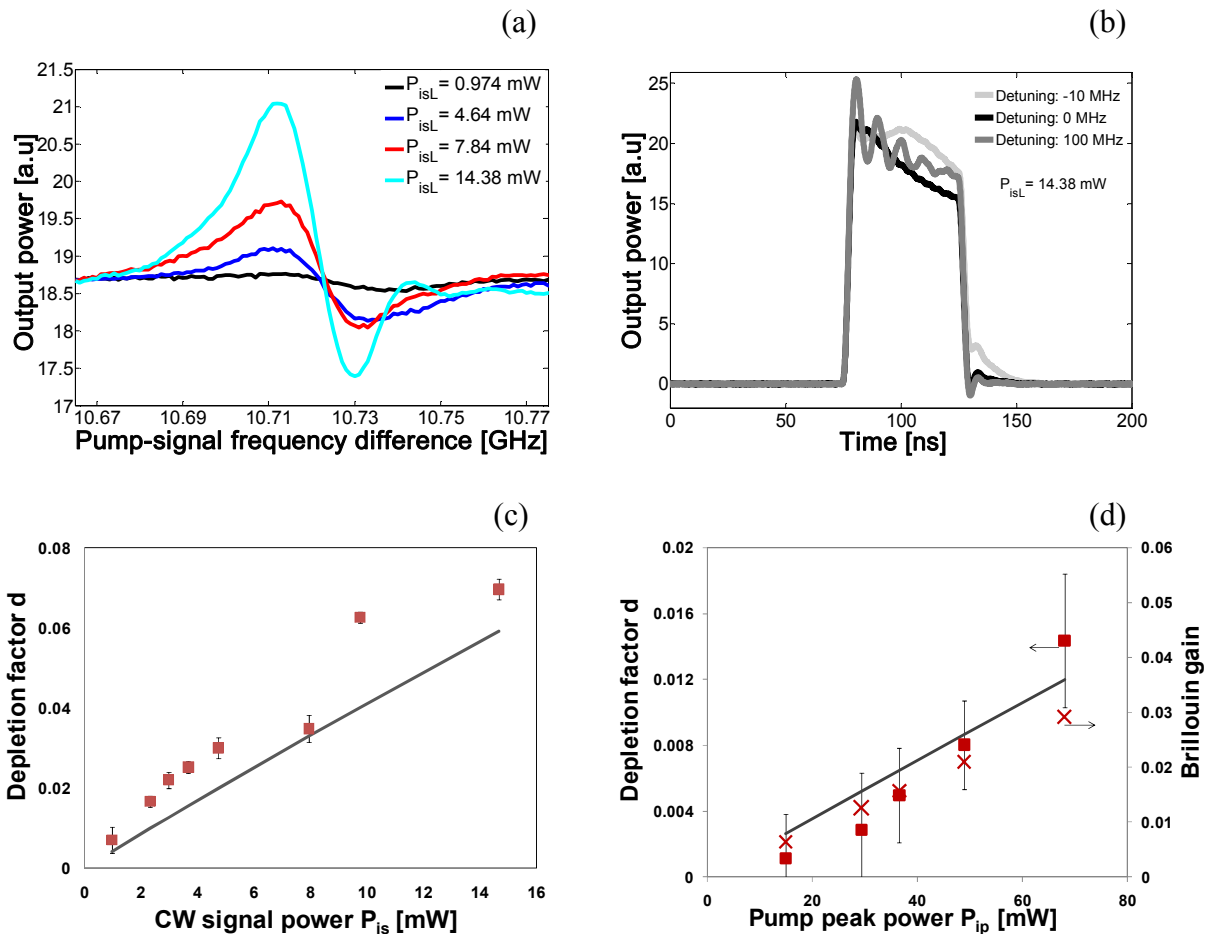 (a)
21.5
21
20.5
20
19.5
19
18.5
18
17.5
17
Output power [a.u]
P_isL = 0.974 mW
P_isL = 4.64 mW
P_isL = 7.84 mW
P_isL = 14.38 mW
10.67 10.69 10.71 10.73 10.75 10.77
Pump-signal frequency difference [GHz]
(b)
25
20
15
10
5
0
Output power [a.u]
Detuning: -10 MHz
Detuning: 0 MHz
Detuning: 100 MHz
P_isL = 14.38 mW
0 50 100 150 200
Time [ns]
(c)
0.08
0.06
0.04
0.02
0
Depletion factor d
0 2 4 6 8 10 12 14 16
CW signal power P_is [mW]
(d)
0.02
0.016
0.012
0.008
0.004
0
Depletion factor d
0.06
0.05
0.04
0.03
0.02
0.01
0
Brillouin gain
0 20 40 60 80
Pump peak power P_ip [mW]